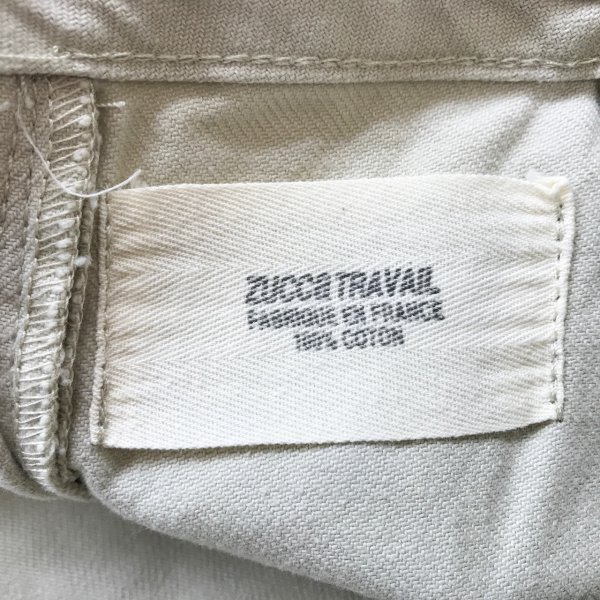 ZUCCa TRAVAIL
FABRIQUE EN FRANCE
100% COTON